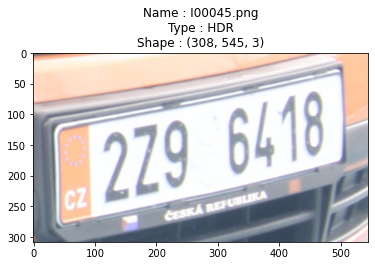 Name : I00045.png
Type : HDR
Shape : (308, 545, 3)
0
50
100
150
200
250
300
CZ
2Z9 6418
ČESKÁ REPUBLIKA
0
100
200
300
400
500